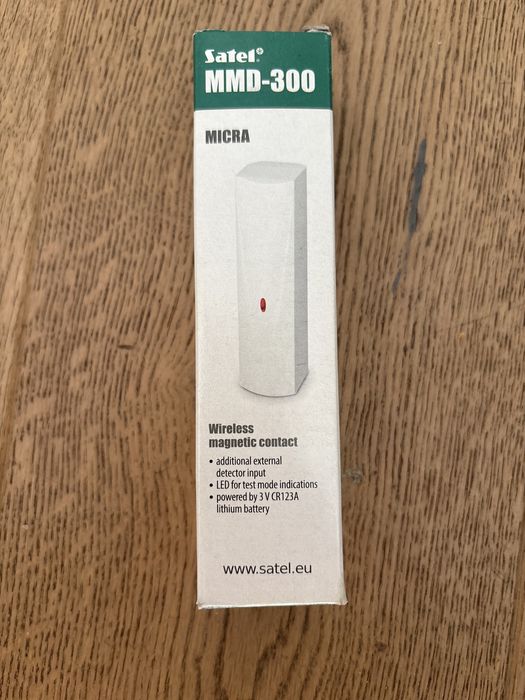 Satel®
MMD-300
MICRA
Wireless
magnetic contact
• additional external
detector input
• LED for test mode indications
• powered by 3 V CR123A
lithium battery
www.satel.eu